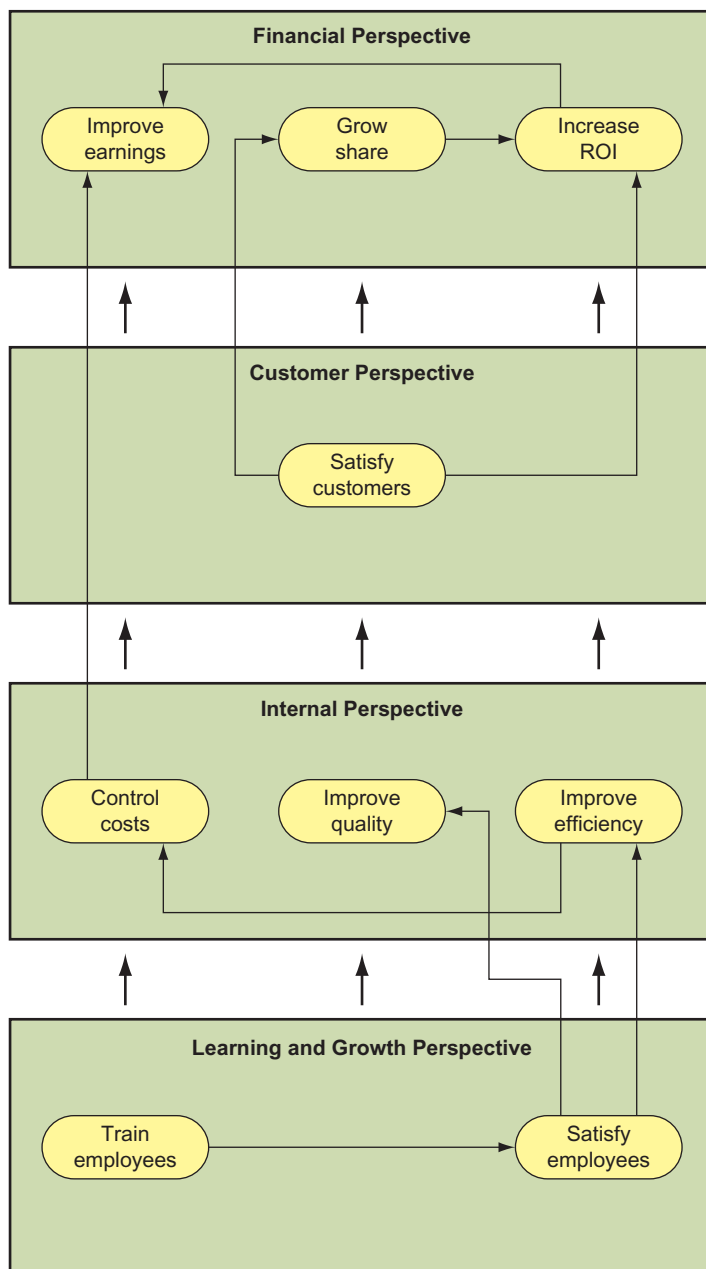 Financial Perspective
Improve
earnings
Grow
share
Increase
ROI
Customer Perspective
Satisfy
customers
Internal Perspective
Control
costs
Improve
quality
Improve
efficiency
Learning and Growth Perspective
Train
employees
Satisfy
employees